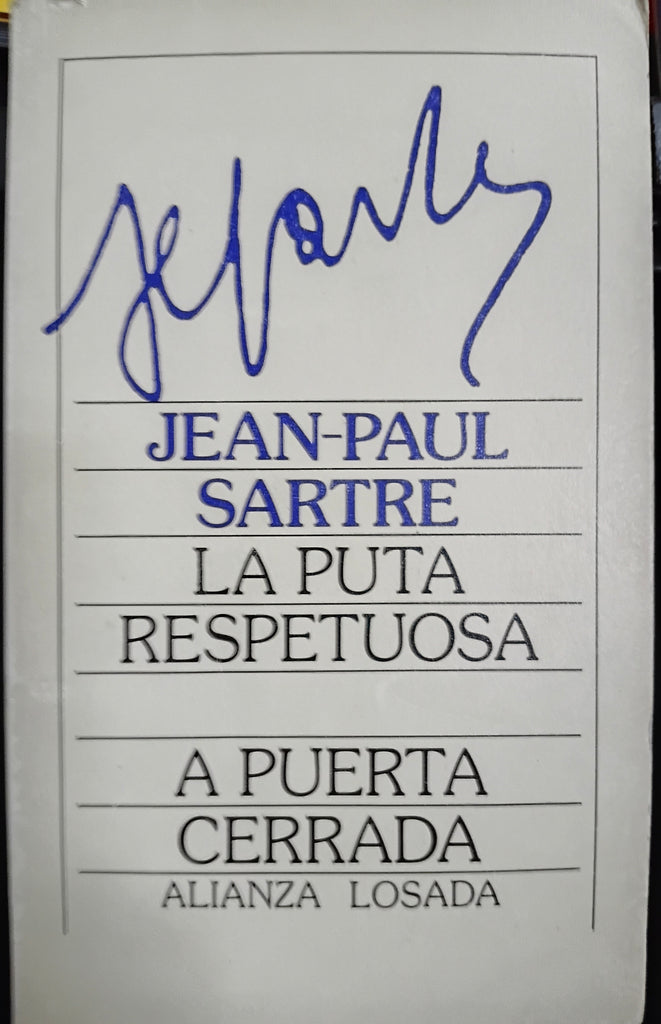 JEAN-PAUL
SARTRE
LA PUTA
RESPETUOSA
A PUERTA
CERRADA
ALIANZA LOSADA